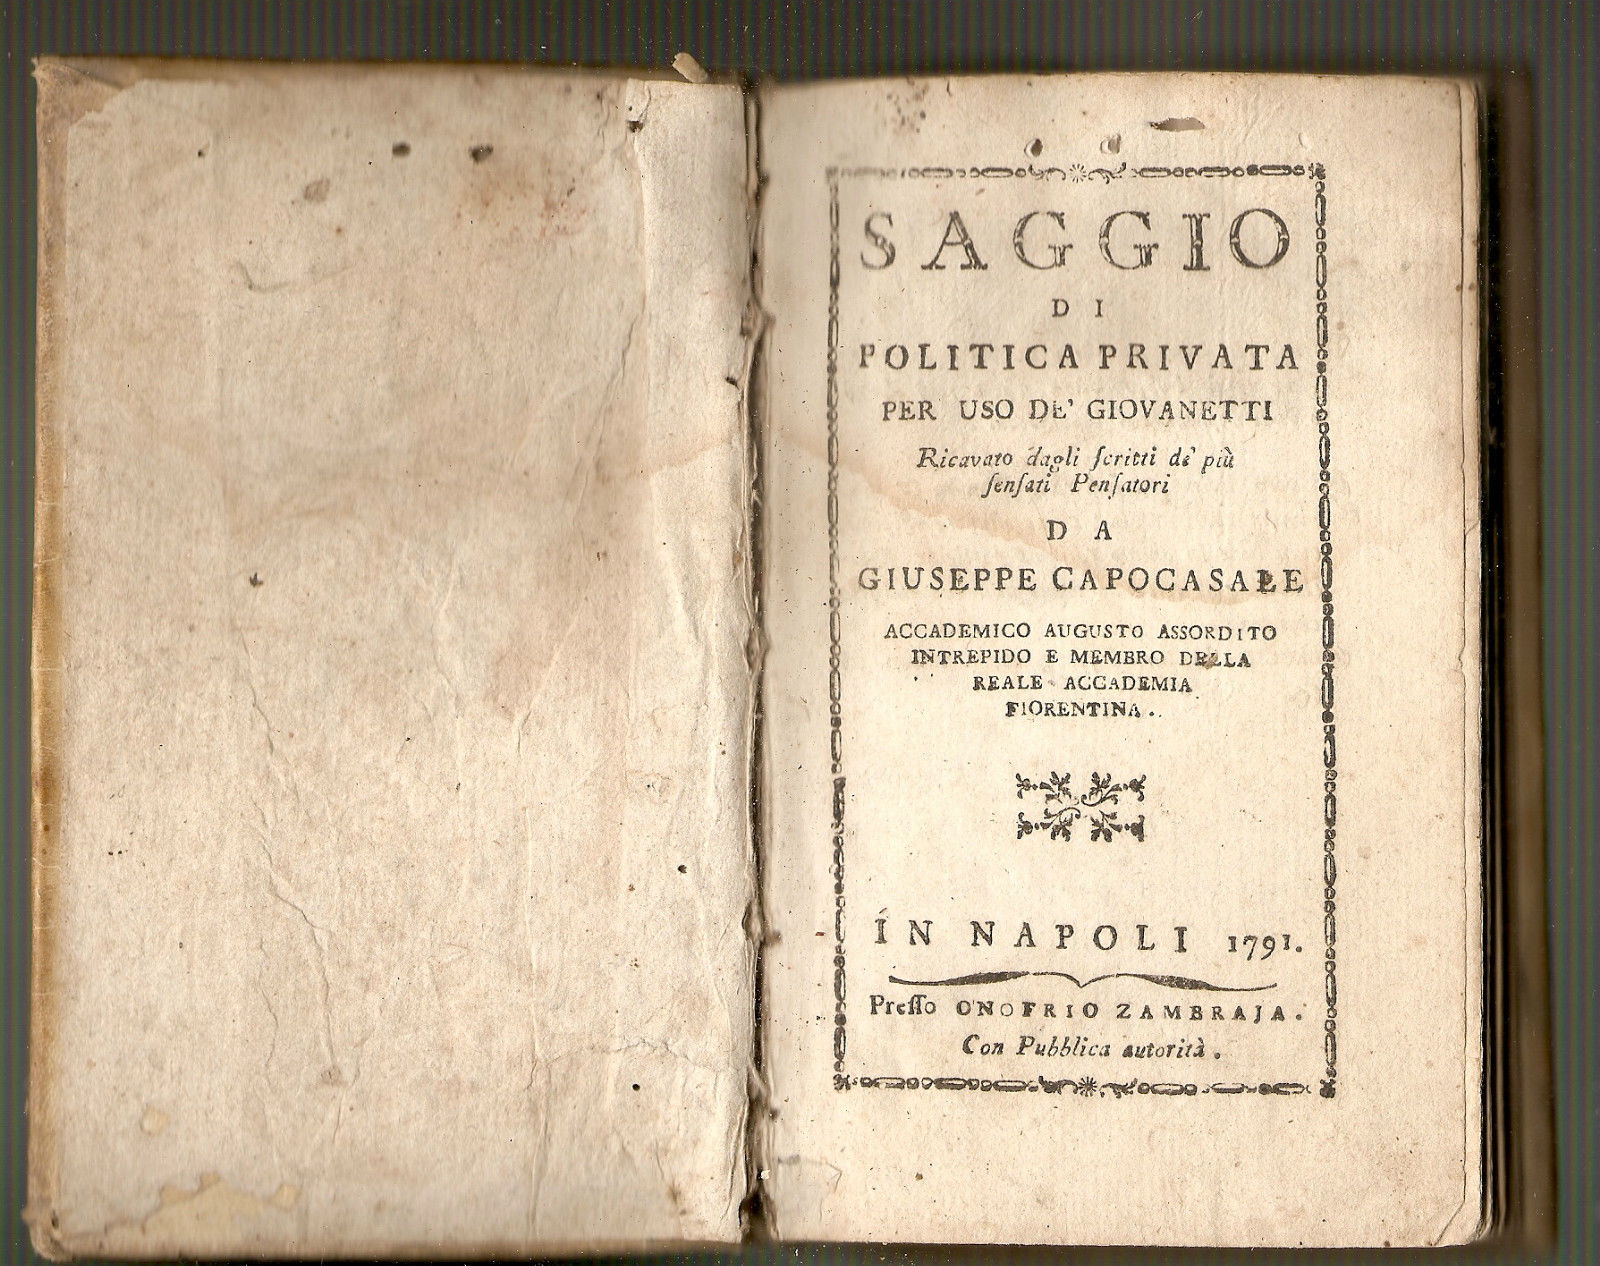 SAGGIO
DI
POLITICA PRIVATA
PER USO DE' GIOVANETTI
Ricavato dagli ſcritti de' più
ſenſati Penſatori
DA
GIUSEPPE CAPOCASALE
ACCADEMICO AUGUSTO ASSORDITO
INTREPIDO E MEMBRO DELLA
REALE ACCADEMIA
FIORENTINA.
IN NAPOLI 1791.
Preſſo ONOFRIO ZAMBRAJA.
Con Pubblica autorità.